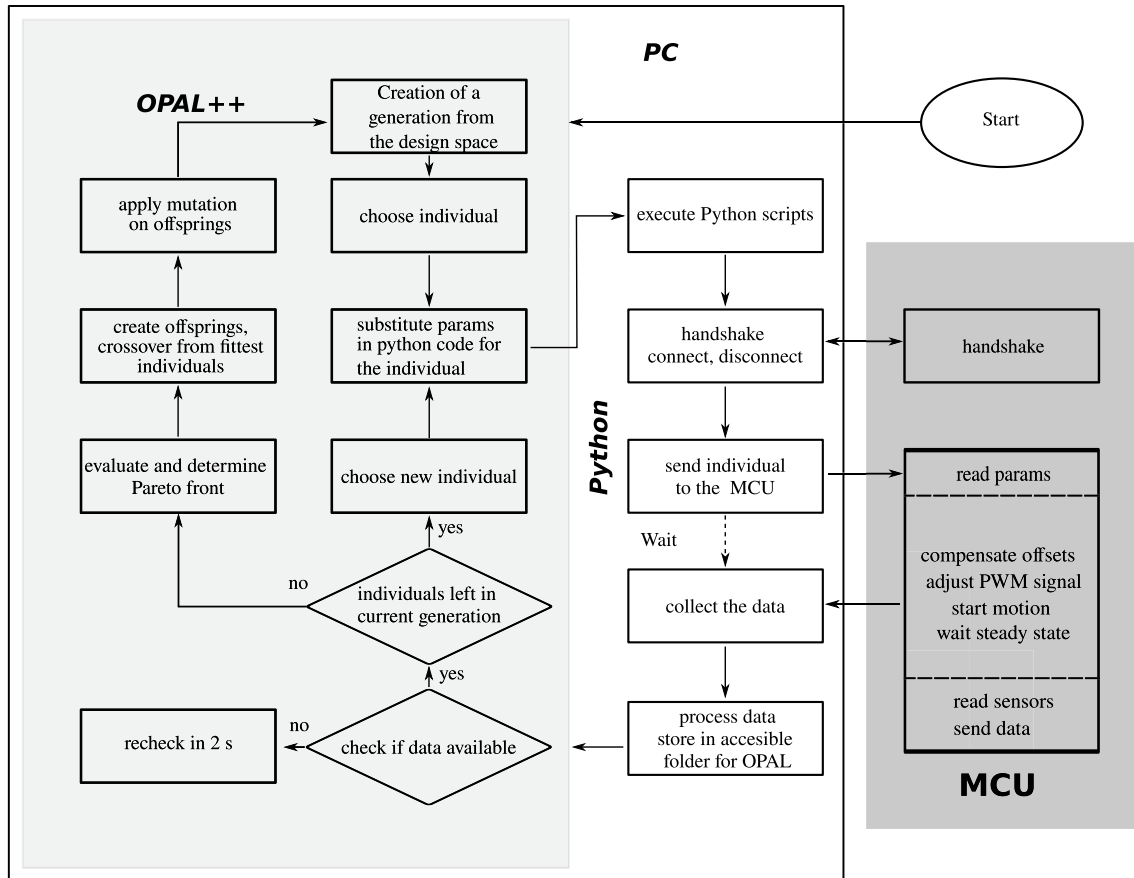 PC
OPAL++
Creation of a
generation from
the design space
Start
apply mutation
on offsprings
choose individual
execute Python scripts
create offsprings,
crossover from fittest
individuals
substitute params
in python code for
the individual
handshake
connect, disconnect
handshake
Python
evaluate and determine
Pareto front
choose new individual
send individual
to the MCU
read params
yes
Wait
compensate offsets
adjust PWM signal
start motion
wait steady state
no
individuals left in
current generation
collect the data
yes
read sensors
send data
recheck in 2 s
no
check if data available
process data
store in accesible
folder for OPAL
MCU